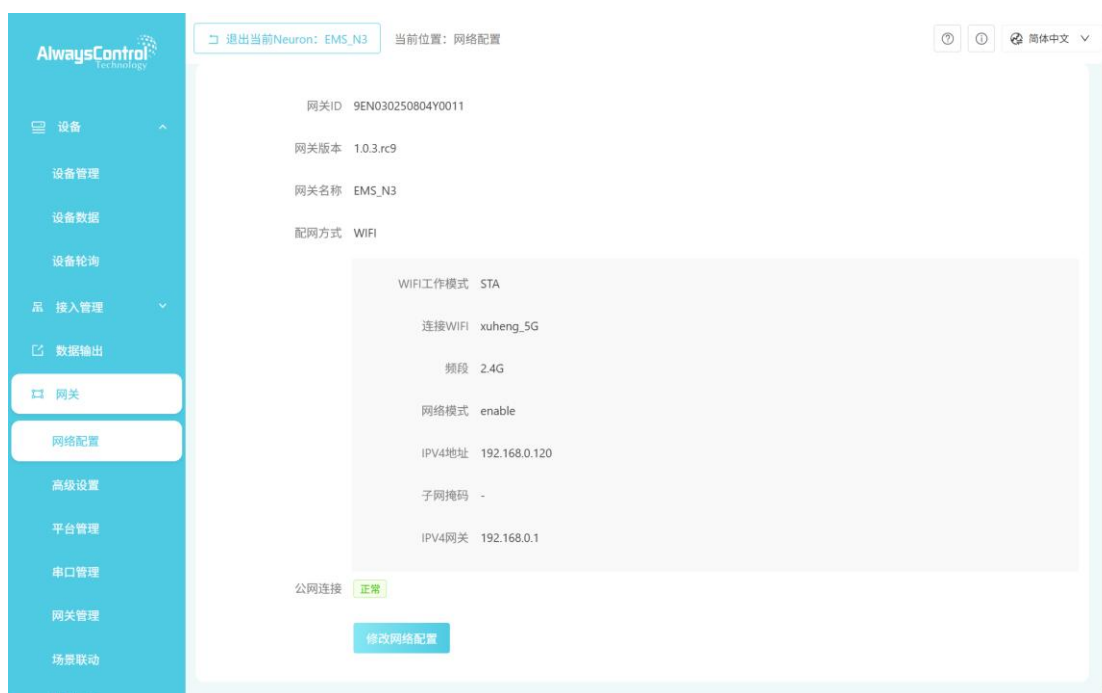 AlwaysControl
Technology
退出当前Neuron：EMS_N3
当前位置：网络配置
简体中文
设备
设备管理
设备数据
设备轮询
接入管理
数据输出
网关
网络配置
高级设置
平台管理
串口管理
网关管理
场景联动
网关ID 9EN030250804Y0011
网关版本 1.0.3.rc9
网关名称 EMS_N3
配网方式 WIFI
WIFI工作模式 STA
连接WIFI xuheng_5G
频段 2.4G
网络模式 enable
IPV4地址 192.168.0.120
子网掩码 -
IPV4网关 192.168.0.1
公网连接 正常
修改网络配置